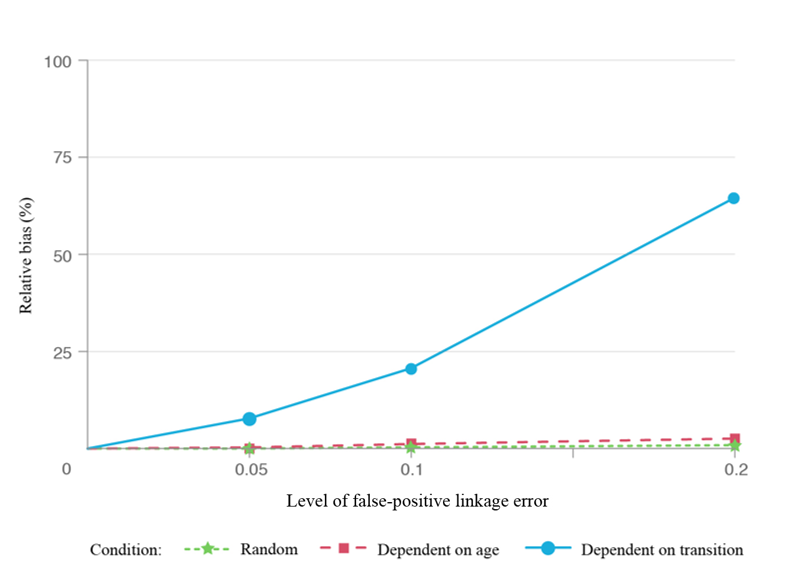 100
75
50
25
0
0.05
0.1
0.2
Relative bias (%)
Level of false-positive linkage error
Condition: Random Dependent on age Dependent on transition